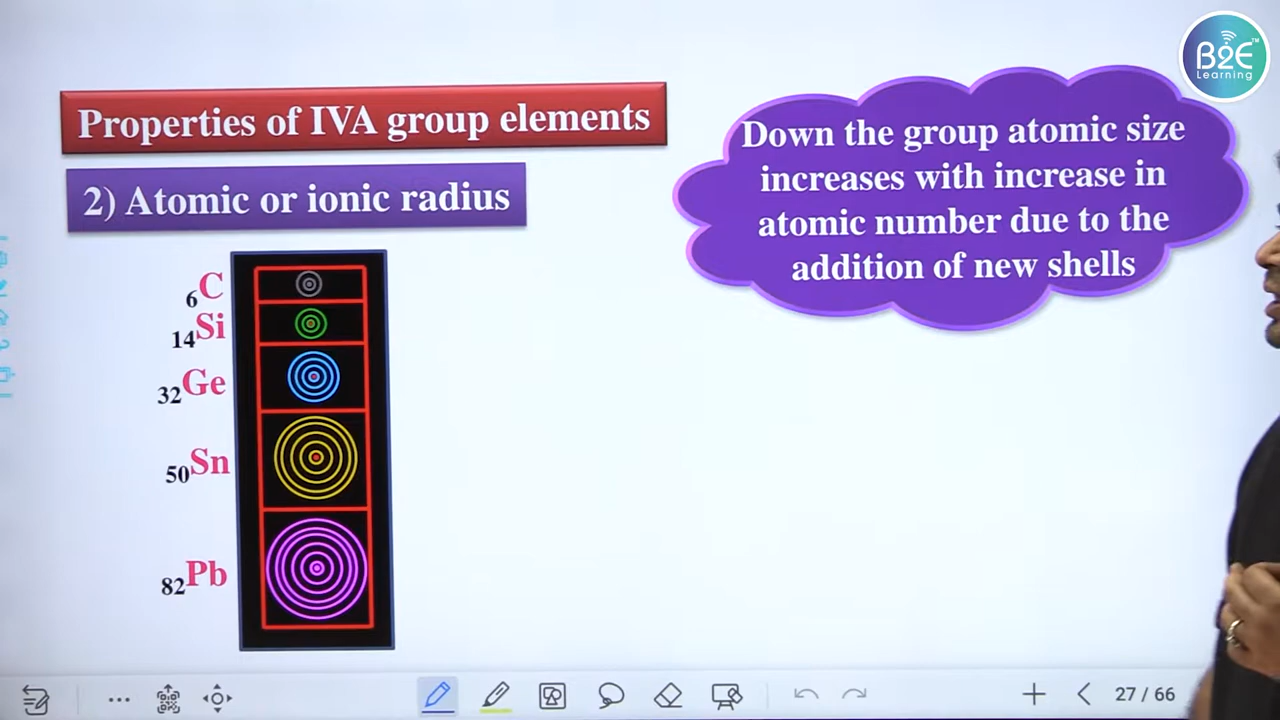 B2E TM
Learning
Properties of IVA group elements
2) Atomic or ionic radius
Down the group atomic size
increases with increase in
atomic number due to the
addition of new shells
6C
14Si
32Ge
50Sn
82Pb
27 / 66